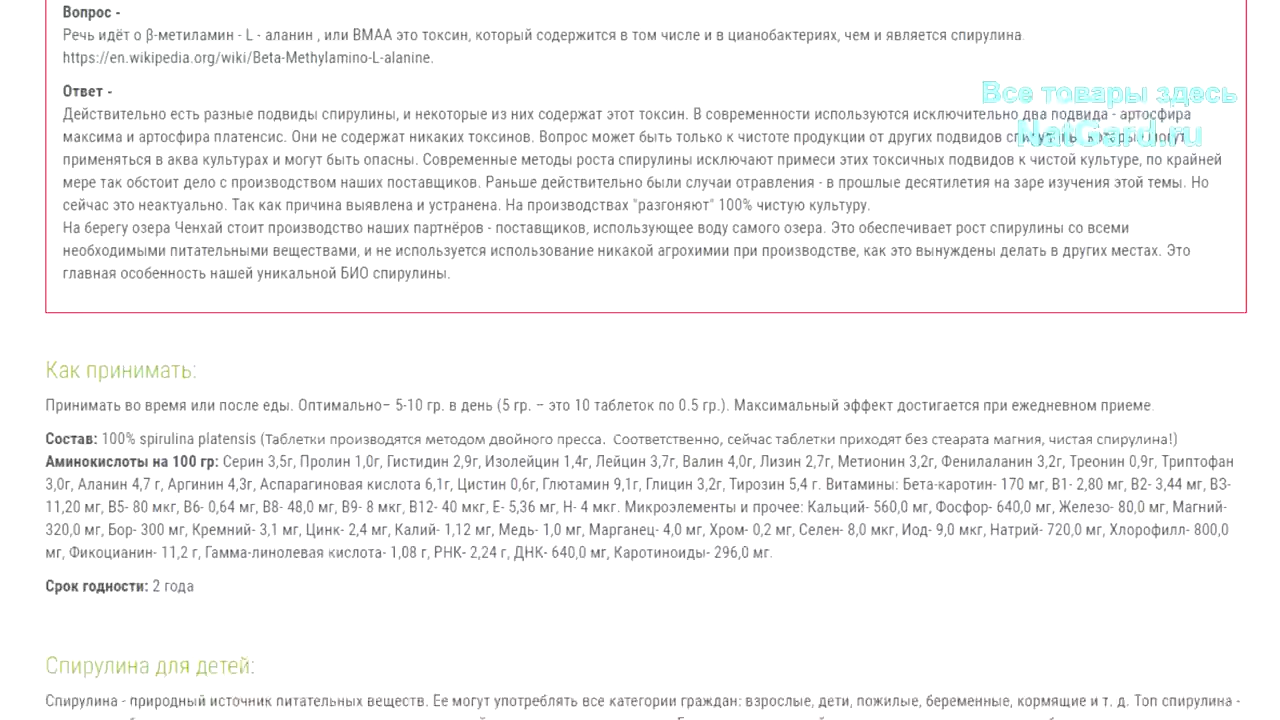 Вопрос -
Речь идёт о β-метиламин - L - аланин , или BMAA это токсин, который содержится в том числе и в цианобактериях, чем и является спирулина.
https://en.wikipedia.org/wiki/Beta-Methylamino-L-alanine.
Ответ -
Все товары здесь
Действительно есть разные подвиды спирулины, и некоторые из них содержат этот токсин. В современности используются исключительно два подвида - артосфира
NatGard.ru
максима и артосфира платенсис. Они не содержат никаких токсинов. Вопрос может быть только к чистоте продукции от других подвидов спирулины, которые могут
применяться в аква культурах и могут быть опасны. Современные методы роста спирулины исключают примеси этих токсичных подвидов к чистой культуре, по крайней
мере так обстоит дело с производством наших поставщиков. Раньше действительно были случаи отравления - в прошлые десятилетия на заре изучения этой темы. Но
сейчас это неактуально. Так как причина выявлена и устранена. На производствах "разгоняют" 100% чистую культуру.
На берегу озера Ченхай стоит производство наших партнёров - поставщиков, использующее воду самого озера. Это обеспечивает рост спирулины со всеми
необходимыми питательными веществами, и не используется использование никакой агрохимии при производстве, как это вынуждены делать в других местах. Это
главная особенность нашей уникальной БИО спирулины.
Как принимать:
Принимать во время или после еды. Оптимально– 5-10 гр. в день (5 гр. – это 10 таблеток по 0.5 гр.). Максимальный эффект достигается при ежедневном приеме.
Состав: 100% spirulina platensis (Таблетки производятся методом двойного пресса. Соответственно, сейчас таблетки приходят без стеарата магния, чистая спирулина!)
Аминокислоты на 100 гр: Серин 3,5г, Пролин 1,0г, Гистидин 2,9г, Изолейцин 1,4г, Лейцин 3,7г, Валин 4,0г, Лизин 2,7г, Метионин 3,2г, Фенилаланин 3,2г, Треонин 0,9г, Триптофан
3,0г, Аланин 4,7 г, Аргинин 4,3г, Аспарагиновая кислота 6,1г, Цистин 0,6г, Глютамин 9,1г, Глицин 3,2г, Тирозин 5,4 г. Витамины: Бета-каротин- 170 мг, В1- 2,80 мг, В2- 3,44 мг, В3-
11,20 мг, В5- 80 мкг, В6- 0,64 мг, В8- 48,0 мг, В9- 8 мкг, В12- 40 мкг, Е- 5,36 мг, Н- 4 мкг. Микроэлементы и прочее: Кальций- 560,0 мг, Фосфор- 640,0 мг, Железо- 80,0 мг, Магний-
320,0 мг, Бор- 300 мг, Кремний- 3,1 мг, Цинк- 2,4 мг, Калий- 1,12 мг, Медь- 1,0 мг, Марганец- 4,0 мг, Хром- 0,2 мг, Селен- 8,0 мкг, Иод- 9,0 мкг, Натрий- 720,0 мг, Хлорофилл- 800,0
мг, Фикоцианин- 11,2 г, Гамма-линолевая кислота- 1,08 г, РНК- 2,24 г, ДНК- 640,0 мг, Каротиноиды- 296,0 мг.
Срок годности: 2 года
Спирулина для детей:
Спирулина - природный источник питательных веществ. Ее могут употреблять все категории граждан: взрослые, дети, пожилые, беременные, кормящие и т. д. Топ спирулина -